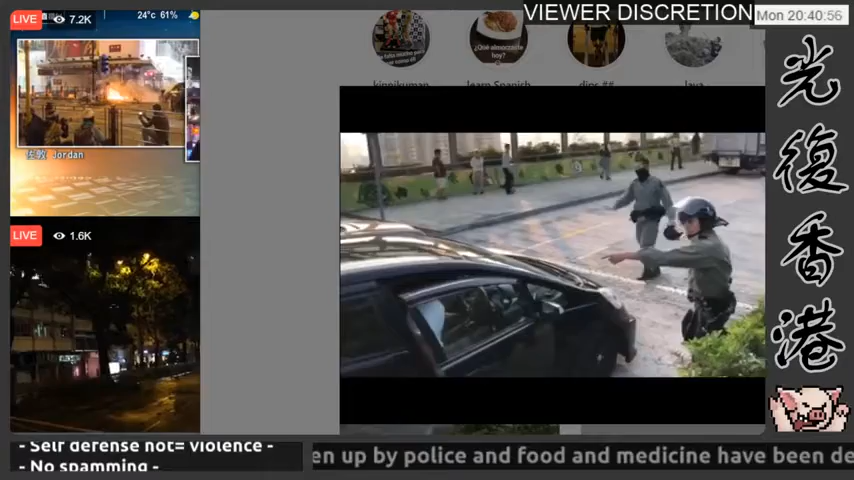 VIEWER DISCRETION
Mon 20:40:56
LIVE 7.2K
24°c 61%
佐敦 Jordan
LIVE 1.6K
¿Qué almorzaste
hoy?
learn Spanish
光
復
香
港
- Self defense not= violence -
- No spamming -
en up by police and food and medicine have been de